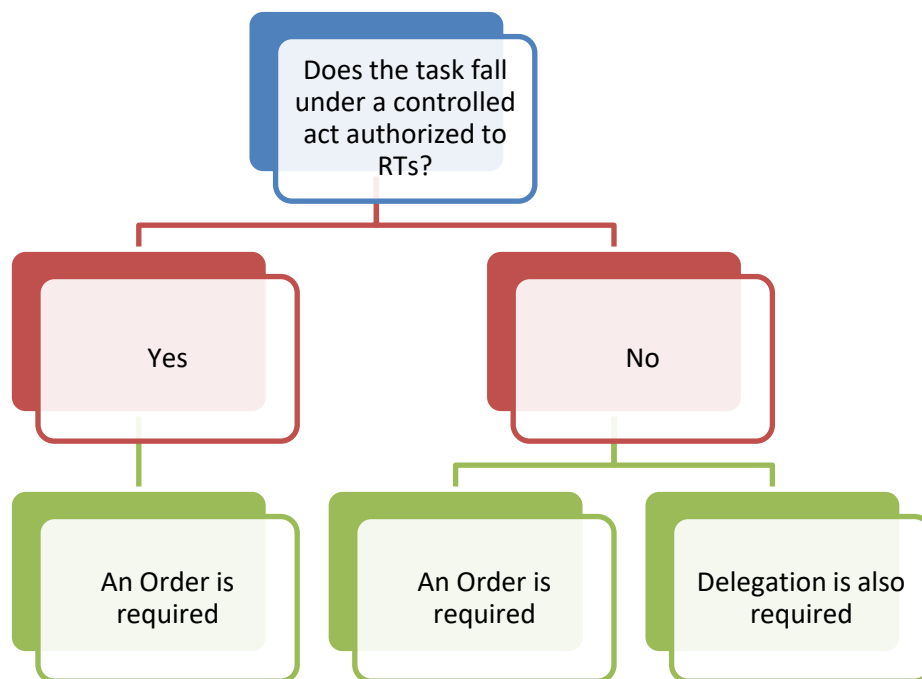 Does the task fall
under a controlled
act authorized to
RTs?
Yes
No
An Order is
required
An Order is
required
Delegation is also
required